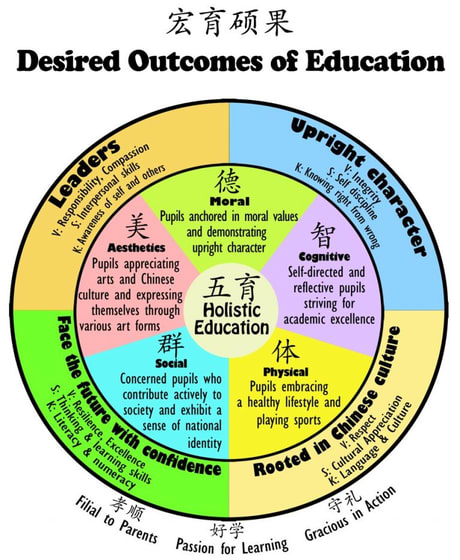 宏育硕果
Desired Outcomes of Education
Leaders
V: Responsibility, Compassion
S: Interpersonal skills
K: Awareness of self and others
Upright character
V: Integrity
S: Self discipline
K: Knowing right from wrong
德
Moral
Pupils anchored in moral values
and demonstrating
upright character
美
Aesthetics
Pupils appreciating
arts and Chinese
culture and expressing
themselves through
various art forms
智
Cognitive
Self-directed and
reflective pupils
striving for
academic excellence
五育
Holistic
Education
群
Social
Concerned pupils who
contribute actively to
society and exhibit a
sense of national
identity
体
Physical
Pupils embracing
a healthy lifestyle and
playing sports
Face the future with confidence
V: Resilience, Excellence
S: Thinking & learning skills
K: Literacy & numeracy
Rooted in Chinese culture
V: Respect
S: Cultural Appreciation
K: Language & Culture
孝顺
Filial to Parents
好学
Passion for Learning
守礼
Gracious in Action